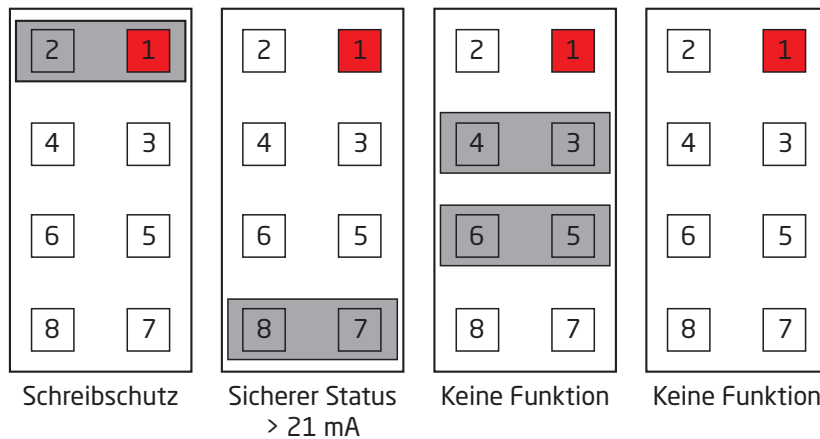 2 1 2 1 2 1 2 1
4 3 4 3 4 3 4 3
6 5 6 5 6 5 6 5
8 7 8 7 8 7 8 7
Schreibschutz Sicherer Status Keine Funktion Keine Funktion
> 21 mA